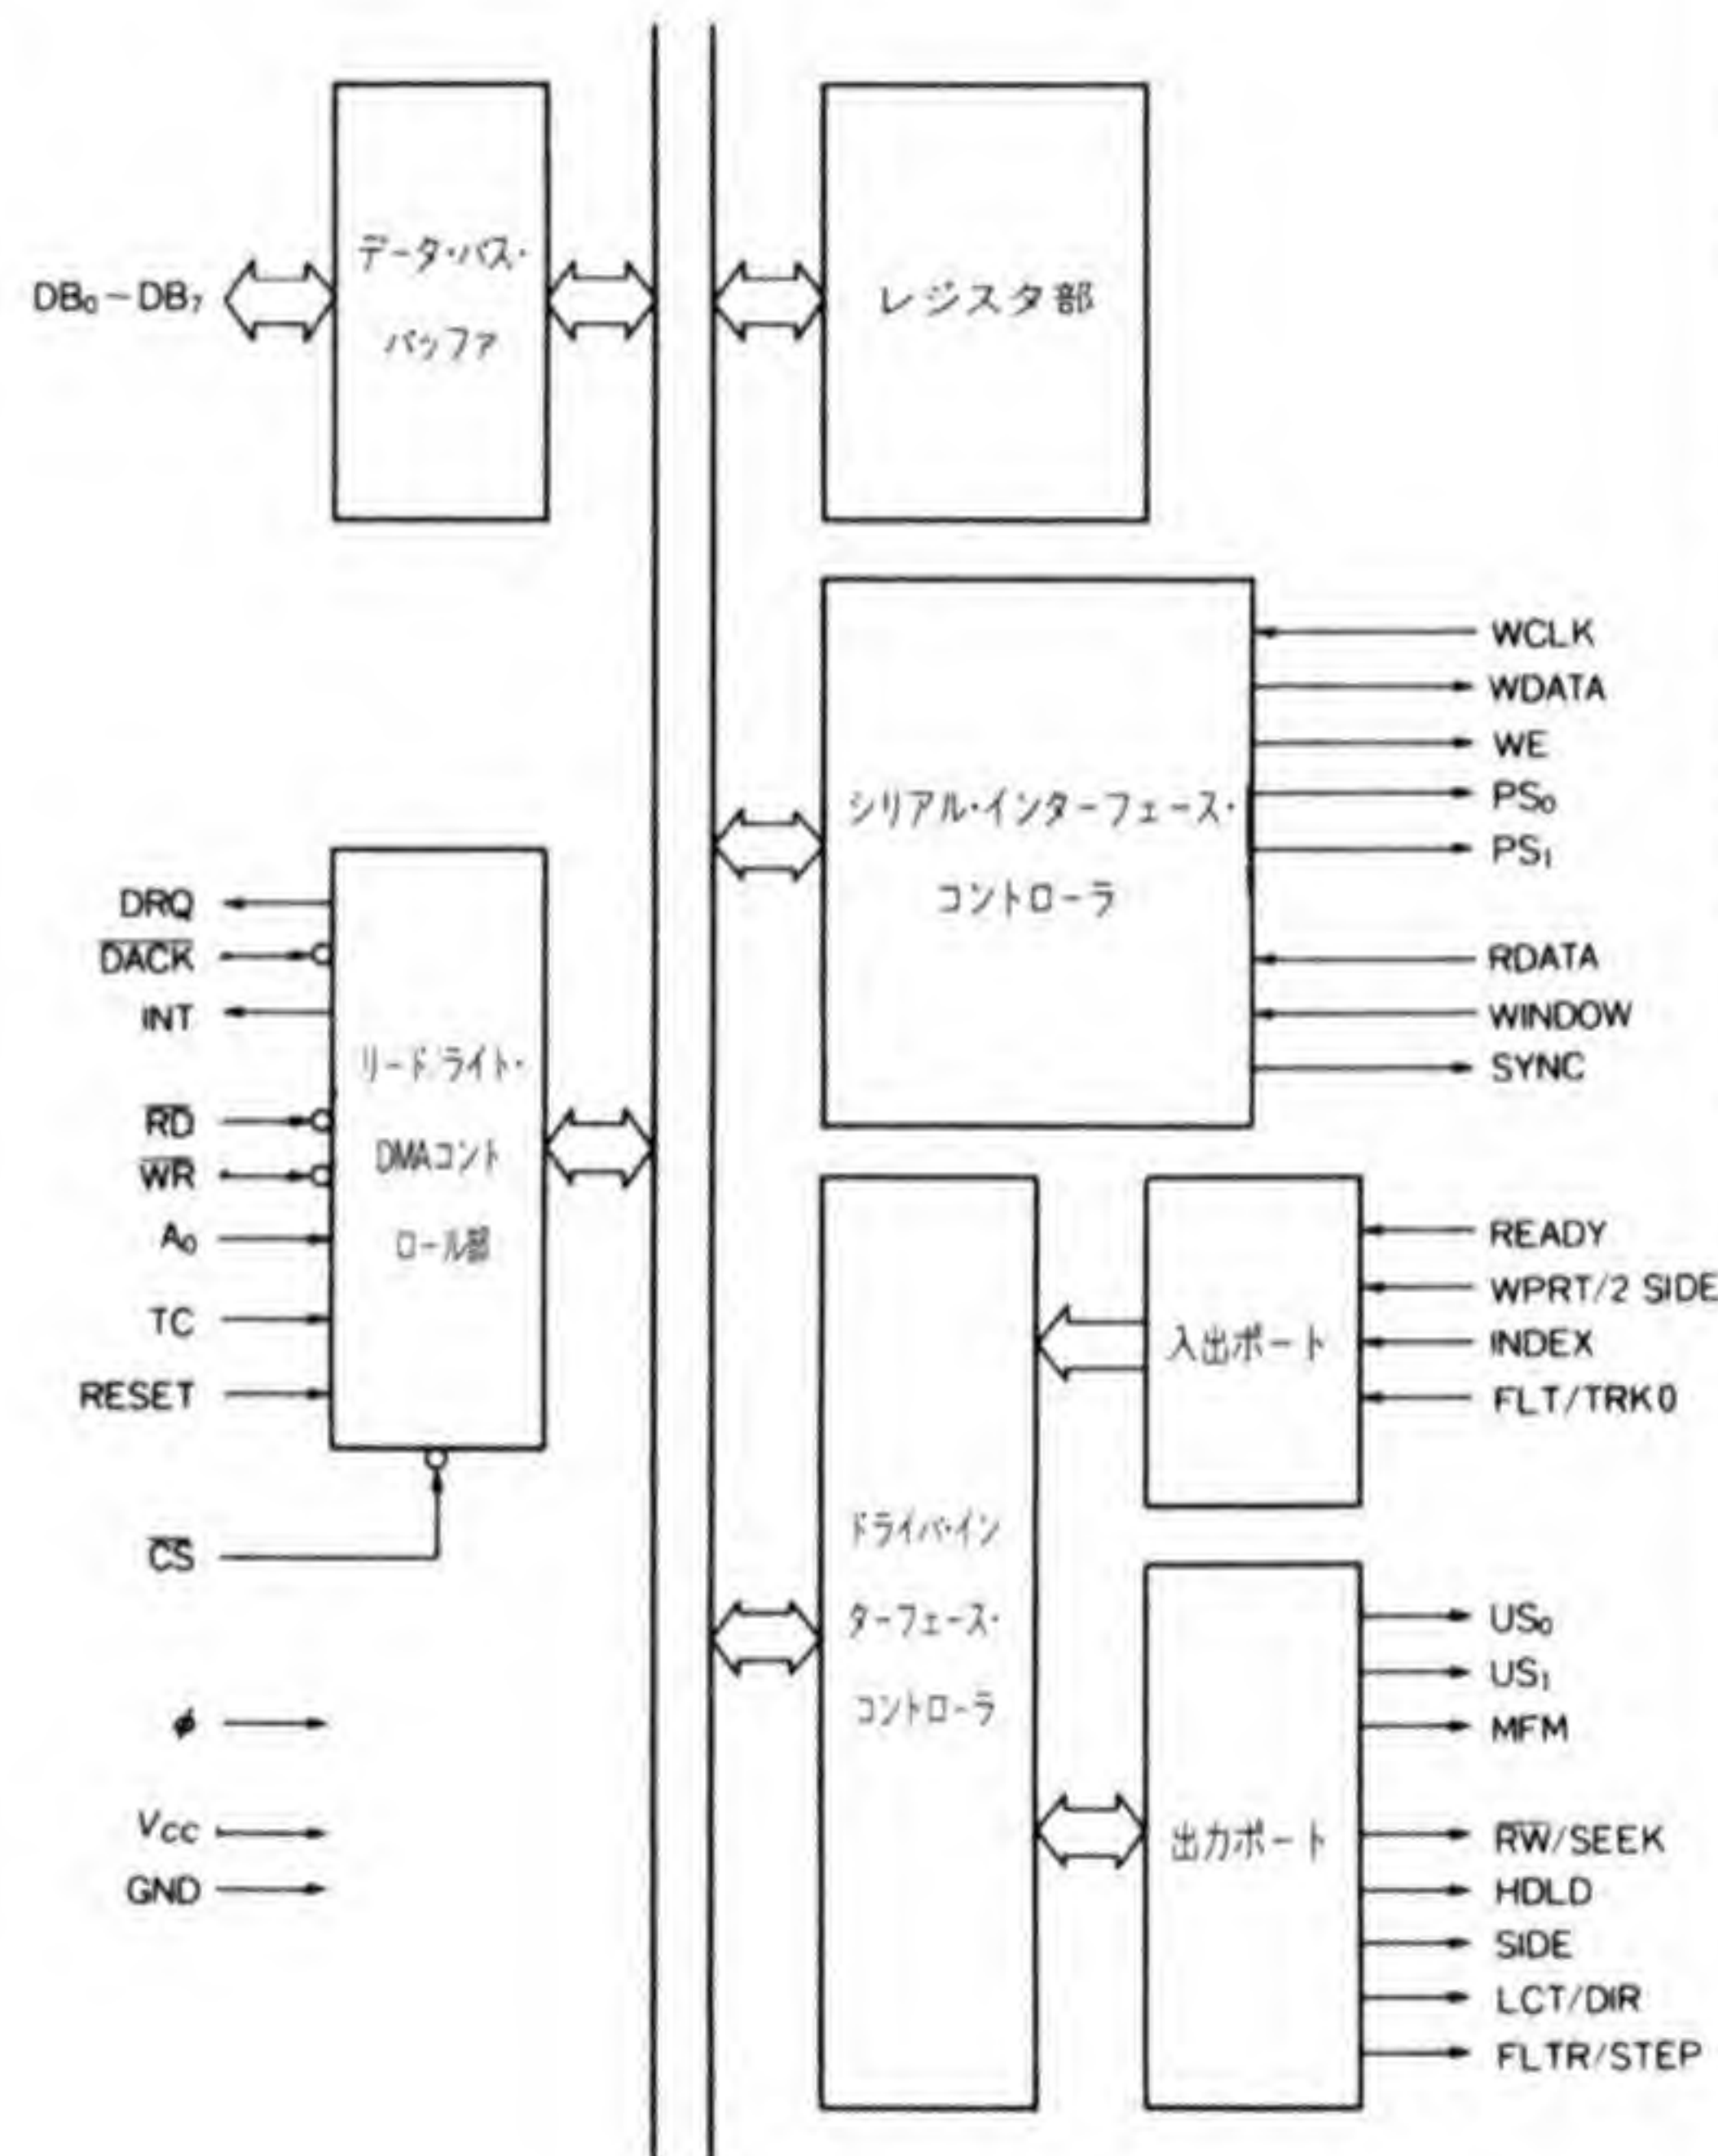 DB₀－DB₇
データ・バス・
バッファ
レジスタ部
シリアル・インターフェース・
コントローラ
WCLK
WDATA
WE
PS₀
PS₁
RDATA
WINDOW
SYNC
DRQ
D̅A̅C̅K̅
INT
R̅D̅
W̅R̅
A₀
TC
RESET
C̅S̅
リード/ライト・
DMAコント
ロール部
φ
Vcc
GND
ドライバ・イン
ターフェース・
コントローラ
入出ポート
READY
WPRT/2 SIDE
INDEX
FLT/TRK0
出力ポート
US₀
US₁
MFM
R̅W̅/SEEK
HDLD
SIDE
LCT/DIR
FLTR/STEP